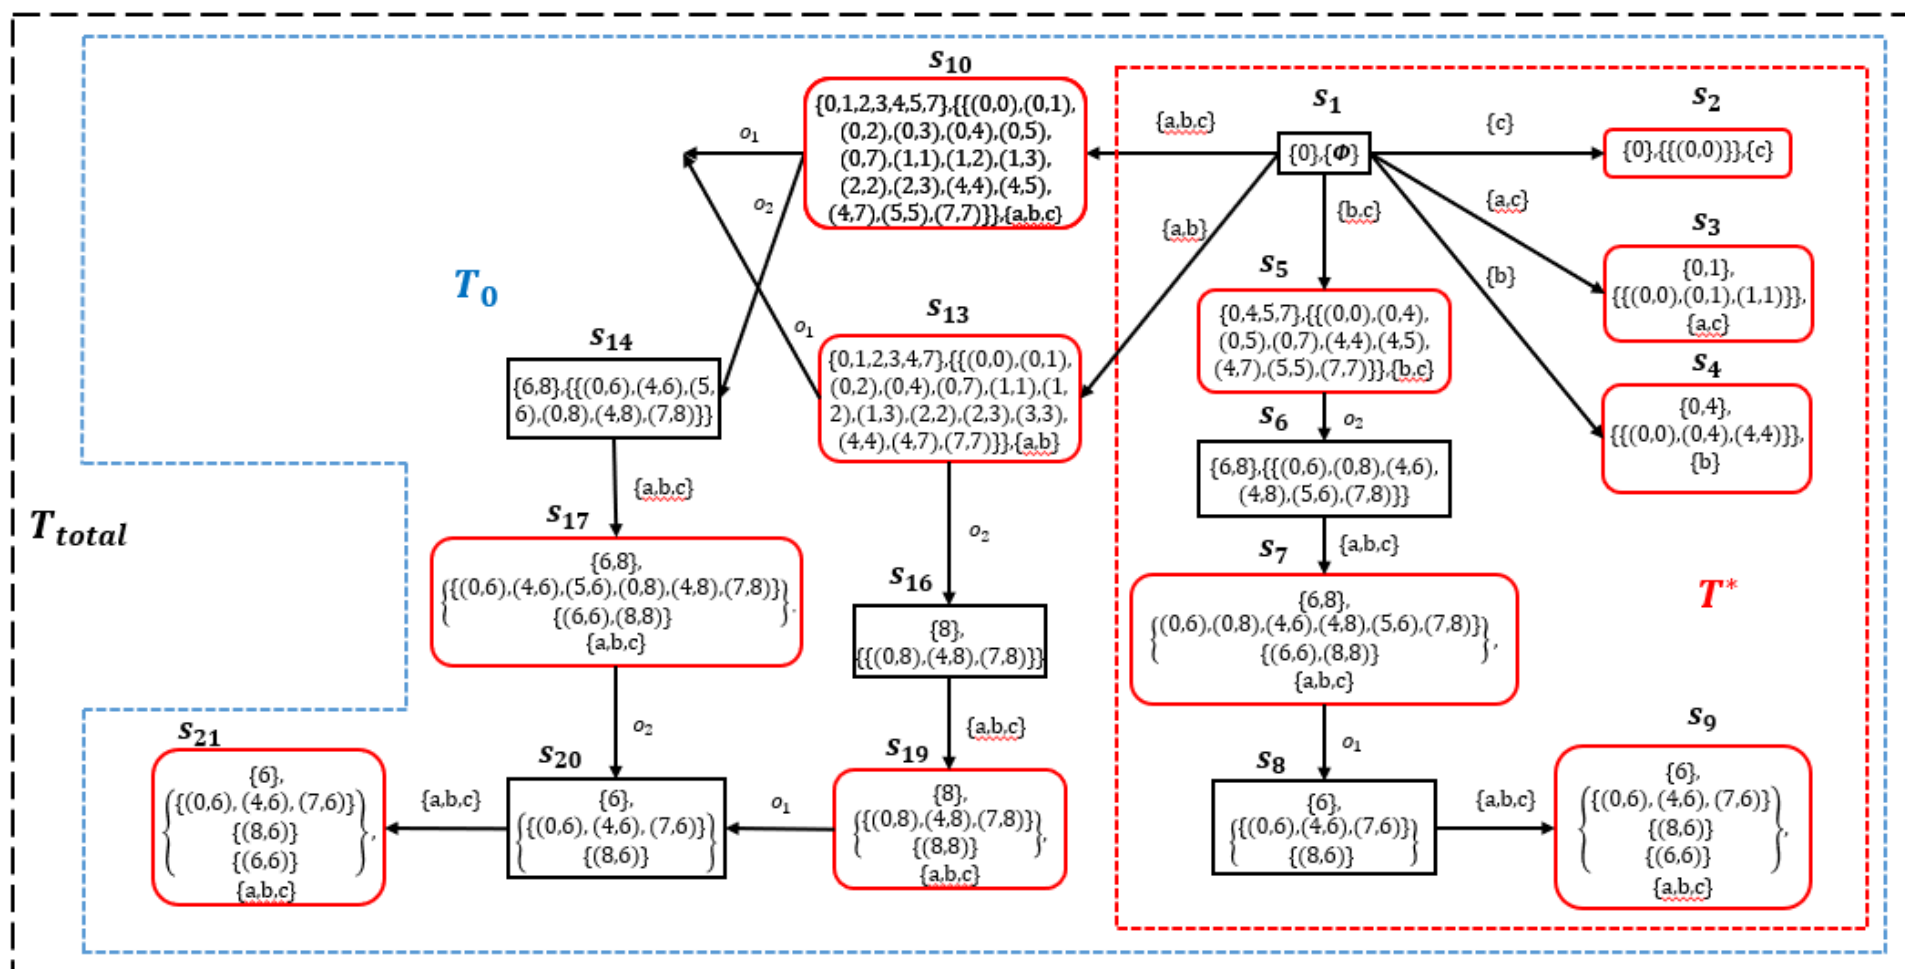 s10
{0,1,2,3,4,5,7},{{(0,0),(0,1),
(0,2),(0,3),(0,4),(0,5),
(0,7),(1,1),(1,2),(1,3),
(2,2),(2,3),(4,4),(4,5),
(4,7),(5,5),(7,7)}},{a,b,c}
o1
o2
{a,b,c}
s1
{0},{Φ}
{c}
s2
{0},{{(0,0)}},{c}
{a,c}
s3
{0,1},
{{(0,0),(0,1),(1,1)}},
{a,c}
{b}
s4
{0,4},
{{(0,0),(0,4),(4,4)}},
{b}
{b,c}
{a,b}
s5
{0,4,5,7},{{(0,0),(0,4),
(0,5),(0,7),(4,4),(4,5),
(4,7),(5,5),(7,7)}},{b,c}
o2
s6
{6,8},{{(0,6),(0,8),(4,6),
(4,8),(5,6),(7,8)}}
{a,b,c}
s7
{6,8},
{{(0,6),(0,8),(4,6),(4,8),(5,6),(7,8)}
{(6,6),(8,8)}},
{a,b,c}
T*
o1
s8
{6},
{{(0,6),(4,6),(7,6)}
{(8,6)}}
{a,b,c}
s9
{6},
{{(0,6), (4,6), (7,6)}
{(8,6)}
{(6,6)}},
{a,b,c}
T0
s13
{0,1,2,3,4,7},{{(0,0),(0,1),
(0,2),(0,4),(0,7),(1,1),(1,
2),(1,3),(2,2),(2,3),(3,3),
(4,4),(4,7),(7,7)}},{a,b}
o1
o2
s14
{6,8},{{(0,6),(4,6),(5,
6),(0,8),(4,8),(7,8)}}
{a,b,c}
s17
{6,8},
{{(0,6),(4,6),(5,6),(0,8),(4,8),(7,8)}
{(6,6),(8,8)}}.
{a,b,c}
o2
s16
{8},
{{(0,8),(4,8),(7,8)}}
{a,b,c}
s19
{8},
{{(0,8),(4,8),(7,8)}
{(8,8)}},
{a,b,c}
o1
s20
{6},
{{(0,6), (4,6), (7,6)}
{(8,6)}}
{a,b,c}
s21
{6},
{{(0,6), (4,6), (7,6)}
{(8,6)}
{(6,6)}},
{a,b,c}
Ttotal